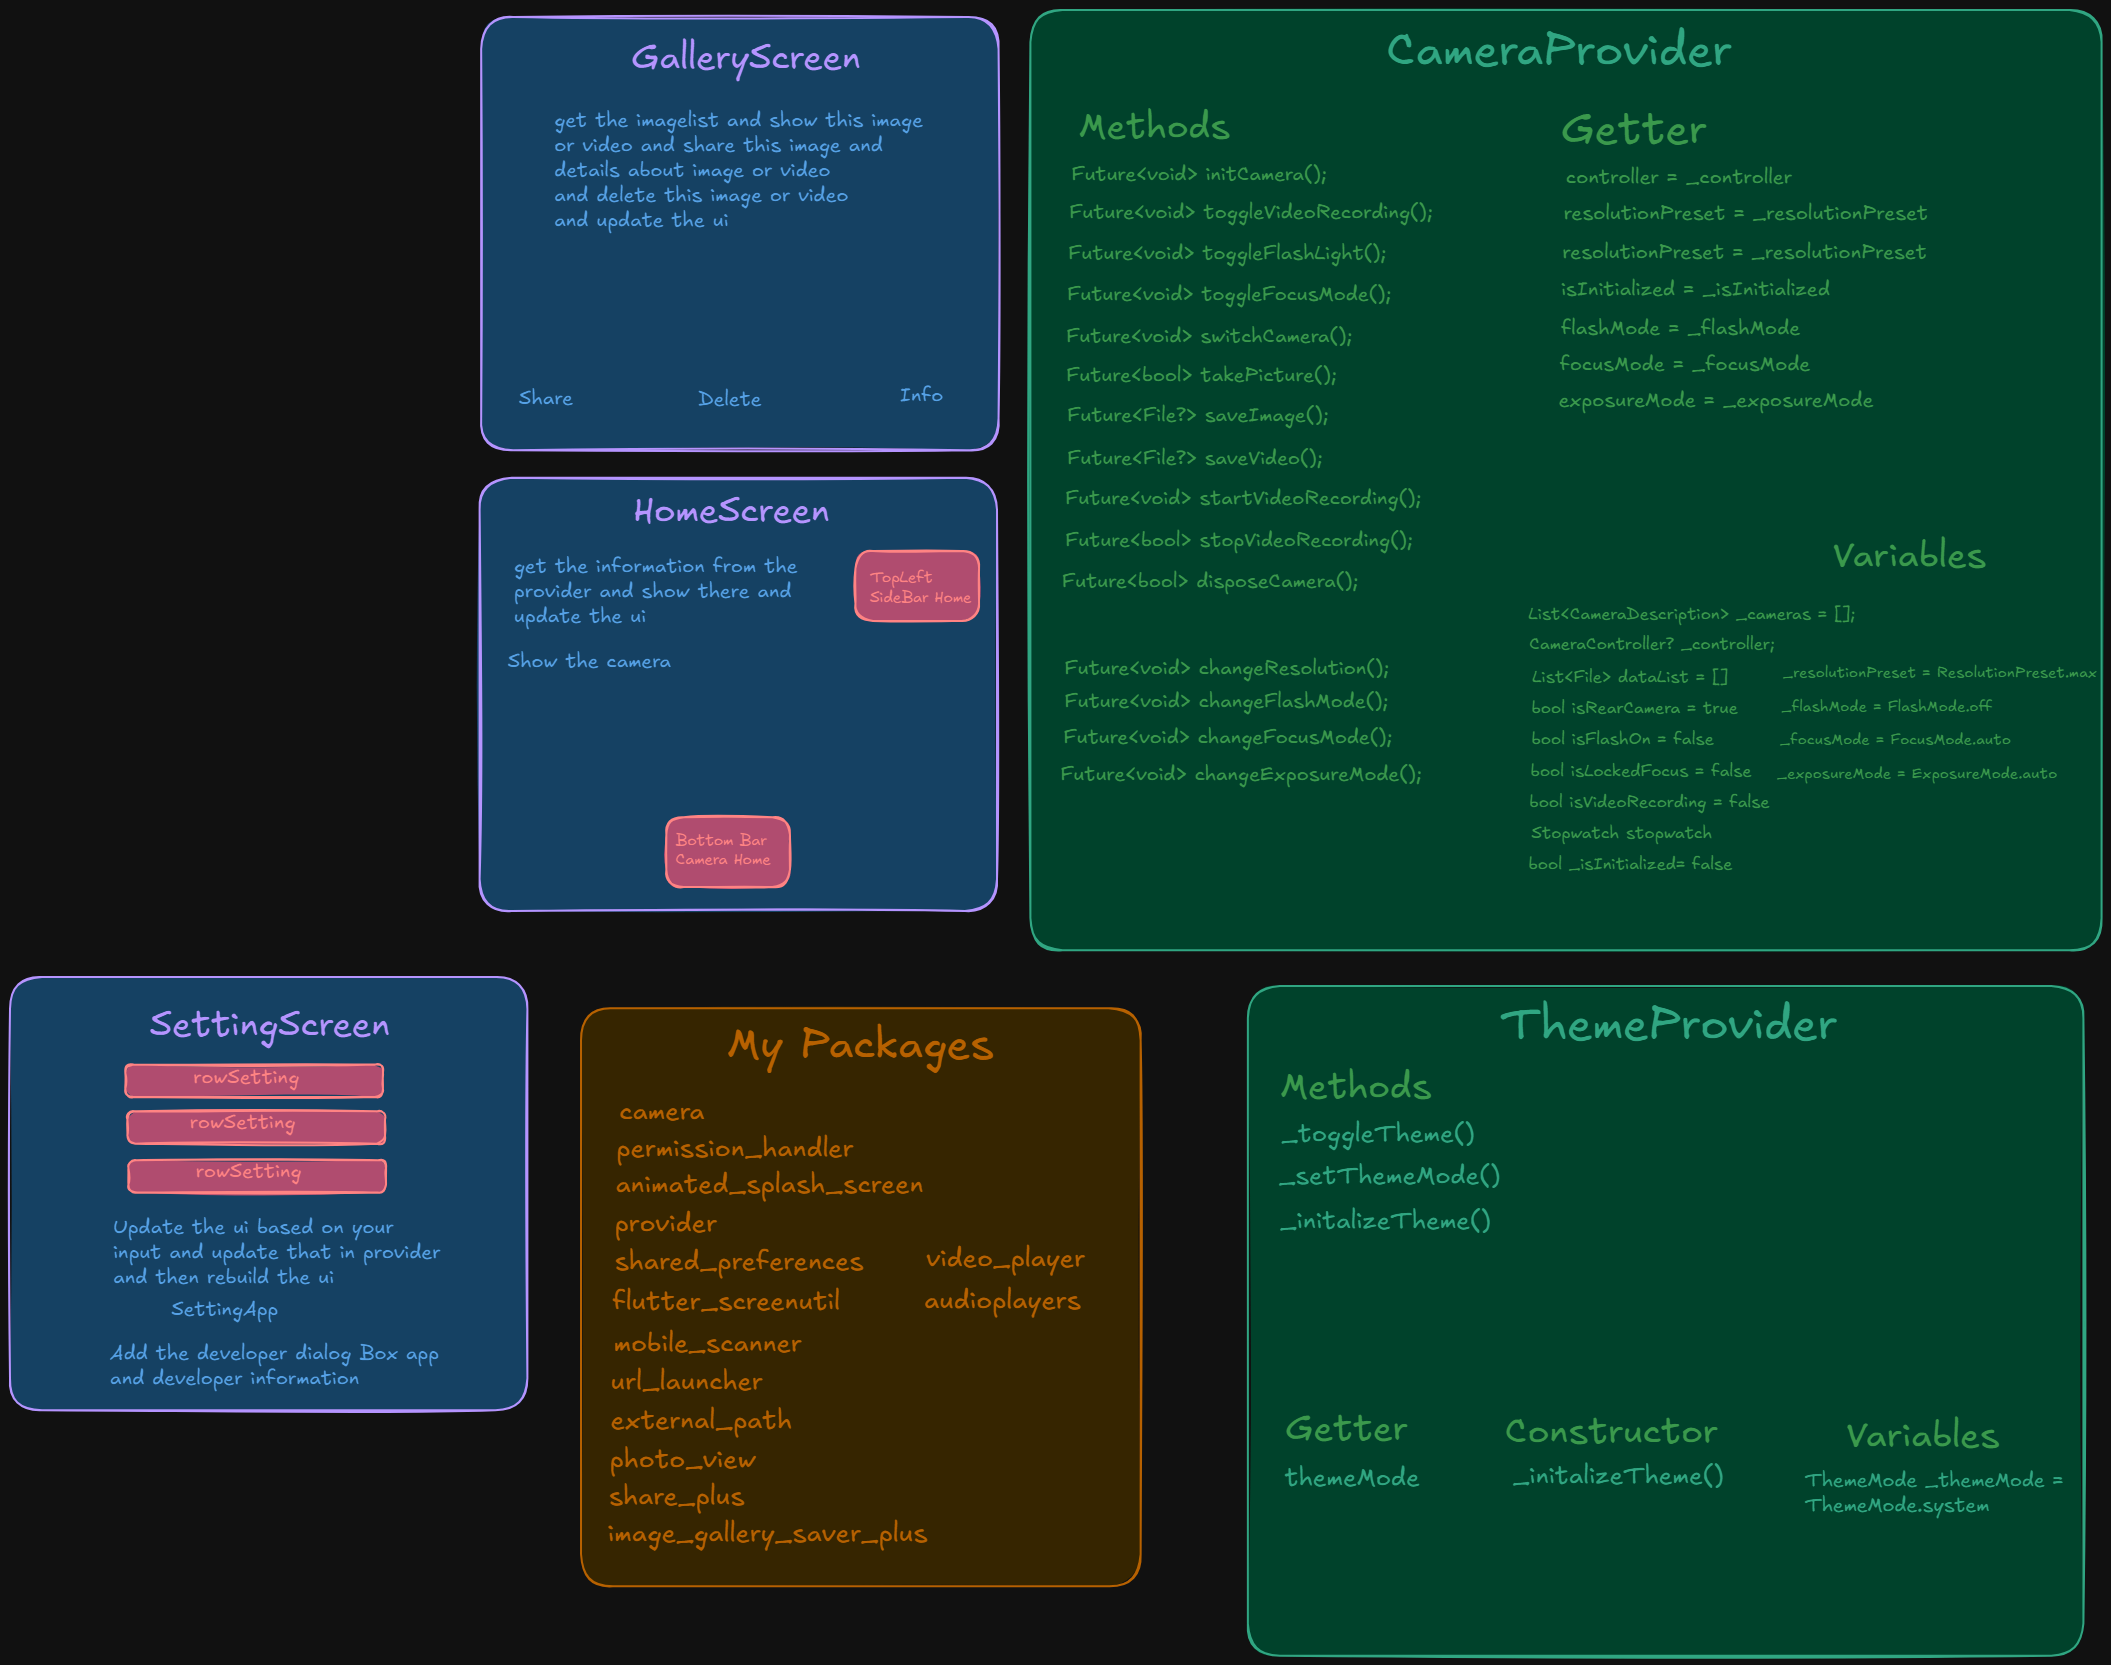 GalleryScreen
get the imagelist and show this image
or video and share this image and
details about image or video
and delete this image or video
and update the ui
Share
Delete
Info
HomeScreen
get the information from the
provider and show there and
update the ui
Show the camera
TopLeft
SideBar Home
Bottom Bar
Camera Home
CameraProvider
Methods
Future<void> initCamera();
Future<void> toggleVideoRecording();
Future<void> toggleFlashLight();
Future<void> toggleFocusMode();
Future<void> switchCamera();
Future<bool> takePicture();
Future<File?> saveImage();
Future<File?> saveVideo();
Future<void> startVideoRecording();
Future<bool> stopVideoRecording();
Future<bool> disposeCamera();
Future<void> changeResolution();
Future<void> changeFlashMode();
Future<void> changeFocusMode();
Future<void> changeExposureMode();
Getter
controller = _controller
resolutionPreset = _resolutionPreset
resolutionPreset = _resolutionPreset
isInitialized = _isInitialized
flashMode = _flashMode
focusMode = _focusMode
exposureMode = _exposureMode
Variables
List<CameraDescription> _cameras = [];
CameraController? _controller;
List<File> dataList = []
bool isRearCamera = true
bool isFlashOn = false
bool isLockedFocus = false
bool isVideoRecording = false
Stopwatch stopwatch
bool _isInitialized= false
_resolutionPreset = ResolutionPreset.max
_flashMode = FlashMode.off
_focusMode = FocusMode.auto
_exposureMode = ExposureMode.auto
SettingScreen
rowSetting
rowSetting
rowSetting
Update the ui based on your
input and update that in provider
and then rebuild the ui
SettingApp
Add the developer dialog Box app
and developer information
My Packages
camera
permission_handler
animated_splash_screen
provider
shared_preferences
flutter_screenutil
mobile_scanner
url_launcher
external_path
photo_view
share_plus
image_gallery_saver_plus
video_player
audioplayers
ThemeProvider
Methods
_toggleTheme()
_setThemeMode()
_initalizeTheme()
Getter
themeMode
Constructor
_initalizeTheme()
Variables
ThemeMode _themeMode =
ThemeMode.system